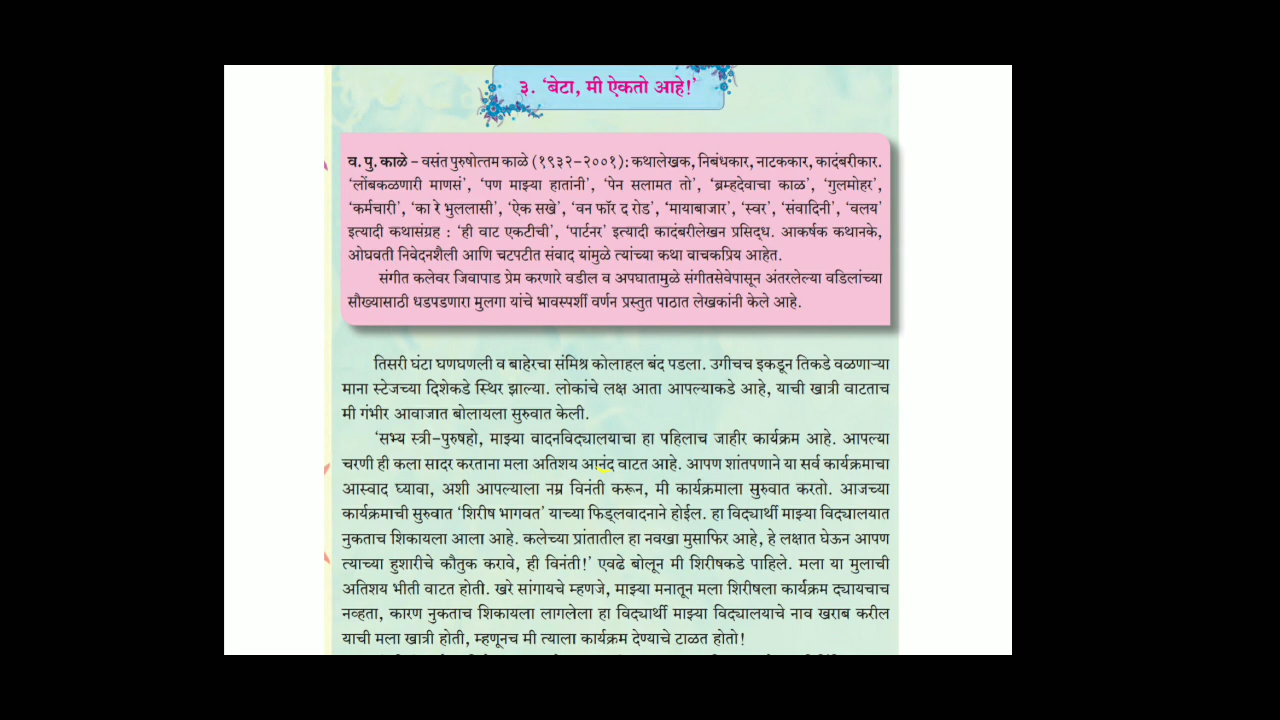 ३. ‘बेटा, मी ऐकतो आहे!’
व. पु. काळे – वसंत पुरुषोत्तम काळे (१९३२–२००१) : कथालेखक, निबंधकार, नाटककार, कादंबरीकार.
‘लोंबकळणारी माणसं’, ‘पण माझ्या हातांनी’, ‘पेन सलामत तो’, ‘ब्रम्हदेवाचा काळ’, ‘गुलमोहर’,
‘कर्मचारी’, ‘का रे भुललासी’, ‘ऐक सखे’, ‘वन फॉर द रोड’, ‘मायाबाजार’, ‘स्वर’, ‘संवादिनी’, ‘वलय’
इत्यादी कथासंग्रह : ‘ही वाट एकटीची’, ‘पार्टनर’ इत्यादी कादंबरीलेखन प्रसिद्ध. आकर्षक कथानके,
ओघवती निवेदनशैली आणि चटपटीत संवाद यांमुळे त्यांच्या कथा वाचकप्रिय आहेत.
संगीत कलेवर जिवापाड प्रेम करणारे वडील व अपघातामुळे संगीतसेवेपासून अंतरलेल्या वडिलांच्या
सौख्यासाठी धडपडणारा मुलगा यांचे भावस्पर्शी वर्णन प्रस्तुत पाठात लेखकांनी केले आहे.
तिसरी घंटा घणघणली व बाहेरचा संमिश्र कोलाहल बंद पडला. उगीचच इकडून तिकडे वळणाऱ्या
माना स्टेजच्या दिशेकडे स्थिर झाल्या. लोकांचे लक्ष आता आपल्याकडे आहे, याची खात्री वाटताच
मी गंभीर आवाजात बोलायला सुरुवात केली.
‘सभ्य स्त्री–पुरुषहो, माझ्या वादनविद्यालयाचा हा पहिलाच जाहीर कार्यक्रम आहे. आपल्या
चरणी ही कला सादर करताना मला अतिशय आनंद वाटत आहे. आपण शांतपणाने या सर्व कार्यक्रमाचा
आस्वाद घ्यावा, अशी आपल्याला नम्र विनंती करून, मी कार्यक्रमाला सुरुवात करतो. आजच्या
कार्यक्रमाची सुरुवात ‘शिरीष भागवत’ याच्या फिड्लवादनाने होईल. हा विद्यार्थी माझ्या विद्यालयात
नुकताच शिकायला आला आहे. कलेच्या प्रांतातील हा नवखा मुसाफिर आहे, हे लक्षात घेऊन आपण
त्याच्या हुशारीचे कौतुक करावे, ही विनंती!’ एवढे बोलून मी शिरीषकडे पाहिले. मला या मुलाची
अतिशय भीती वाटत होती. खरे सांगायचे म्हणजे, माझ्या मनातून मला शिरीषला कार्यक्रम द्यायचाच
नव्हता, कारण नुकताच शिकायला लागलेला हा विद्यार्थी माझ्या विद्यालयाचे नाव खराब करील
याची मला खात्री होती, म्हणूनच मी त्याला कार्यक्रम देण्याचे टाळत होतो!